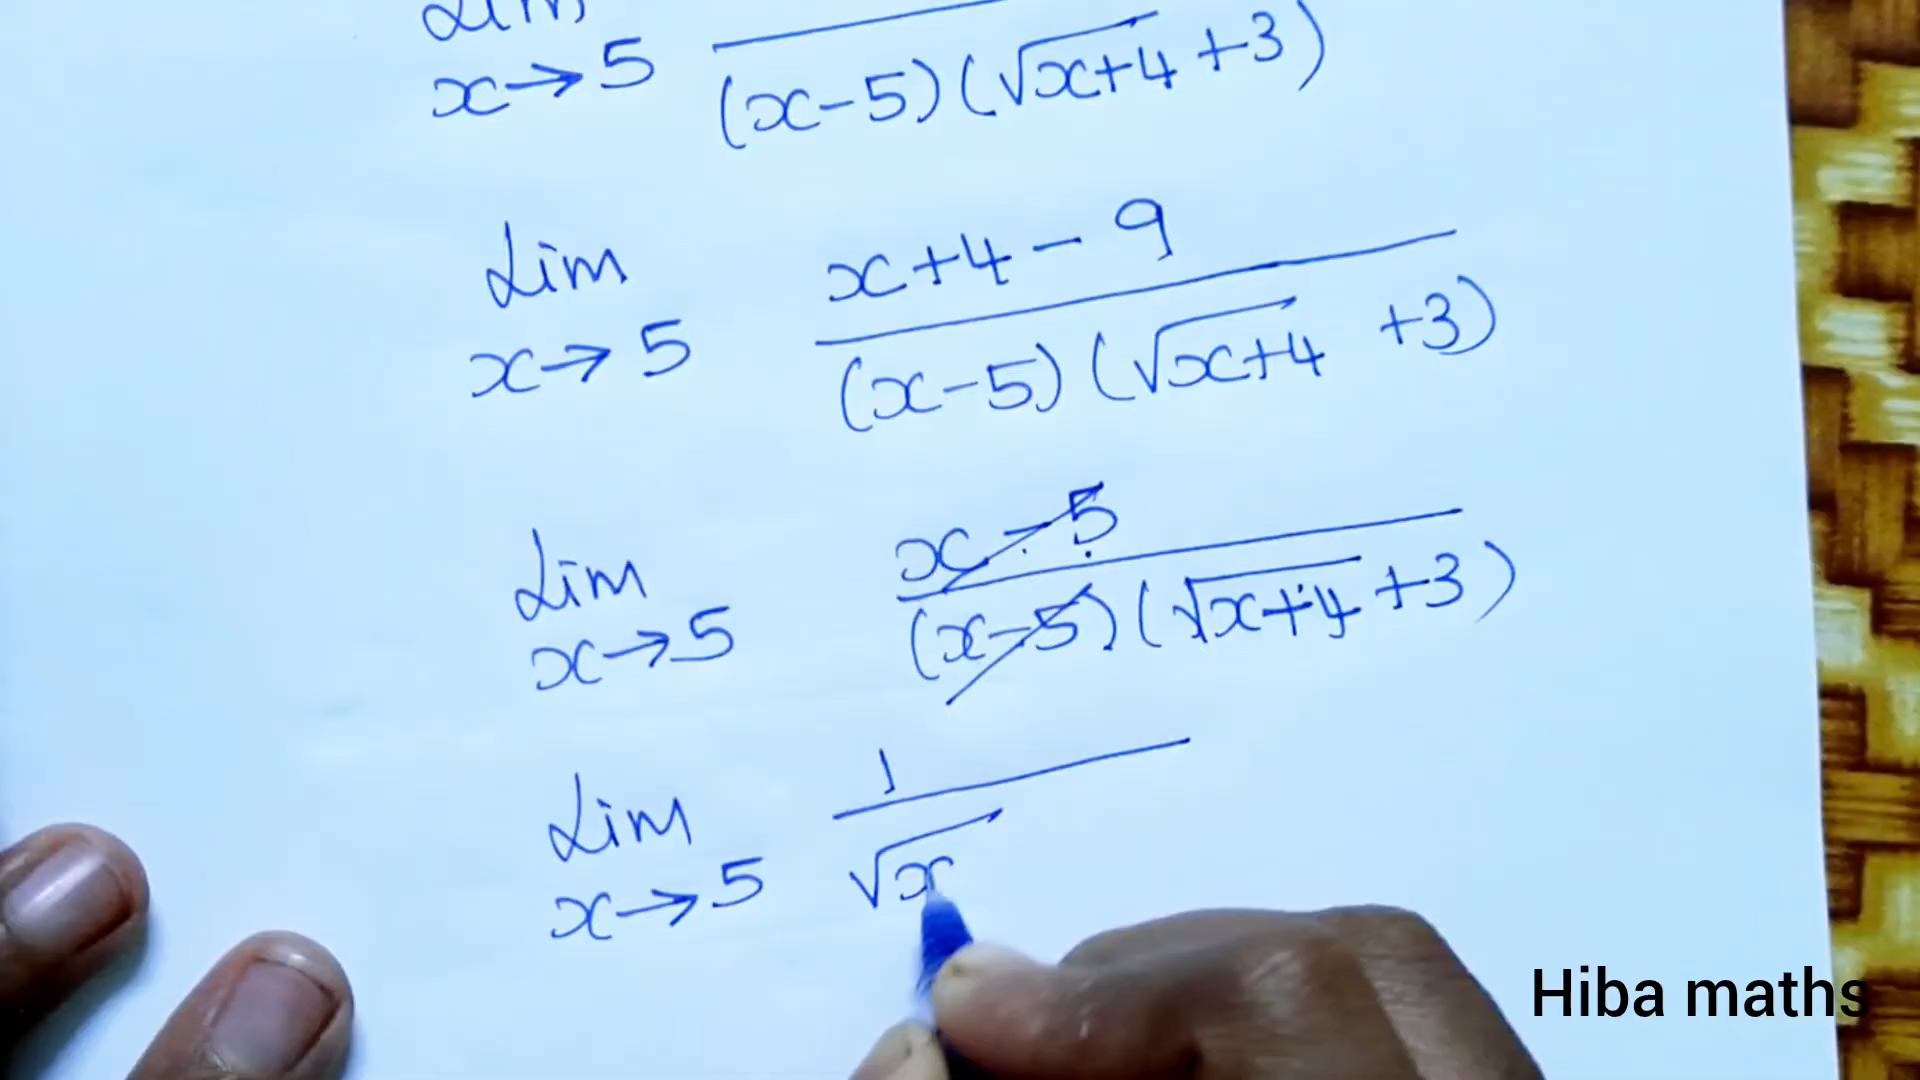 Lim
x→5 (x-5)(√x+4 +3)
Lim x+4-9
x→5 (x-5)(√x+4 +3)
Lim x-5
x→5 (x-5)(√x+4 +3)
Lim 1
x→5 √x
Hiba maths